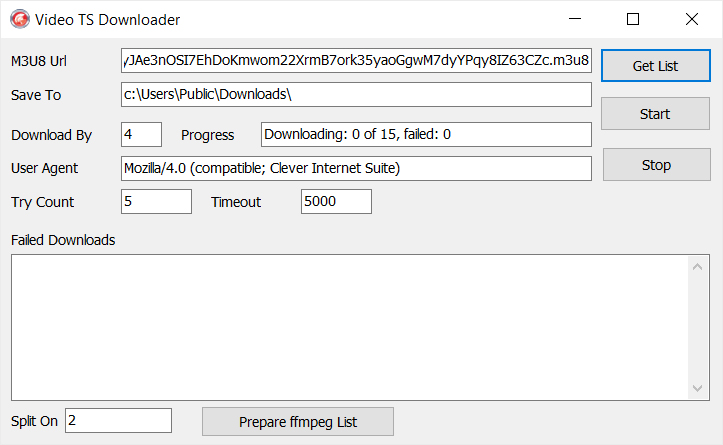 Video TS Downloader
M3U8 Url yJAe3nOSI7EhDoKmwom22XrmB7ork35yaoGgwM7dyYPqy8IZ63CZc.m3u8 Get List
Save To c:\Users\Public\Downloads\
Start
Download By 4 Progress Downloading: 0 of 15, failed: 0
User Agent Mozilla/4.0 (compatible; Clever Internet Suite) Stop
Try Count 5 Timeout 5000
Failed Downloads
Split On 2 Prepare ffmpeg List